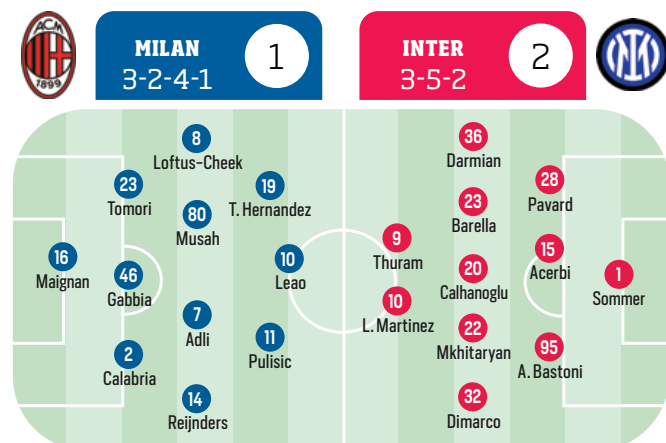 ACM
1899
MILAN
3-2-4-1
1
INTER
3-5-2
2
16
Maignan
23
Tomori
46
Gabbia
2
Calabria
8
Loftus-Cheek
80
Musah
7
Adli
14
Reijnders
19
T. Hernandez
10
Leao
11
Pulisic
9
Thuram
10
L. Martinez
36
Darmian
23
Barella
20
Calhanoglu
22
Mkhitaryan
32
Dimarco
28
Pavard
15
Acerbi
95
A. Bastoni
1
Sommer